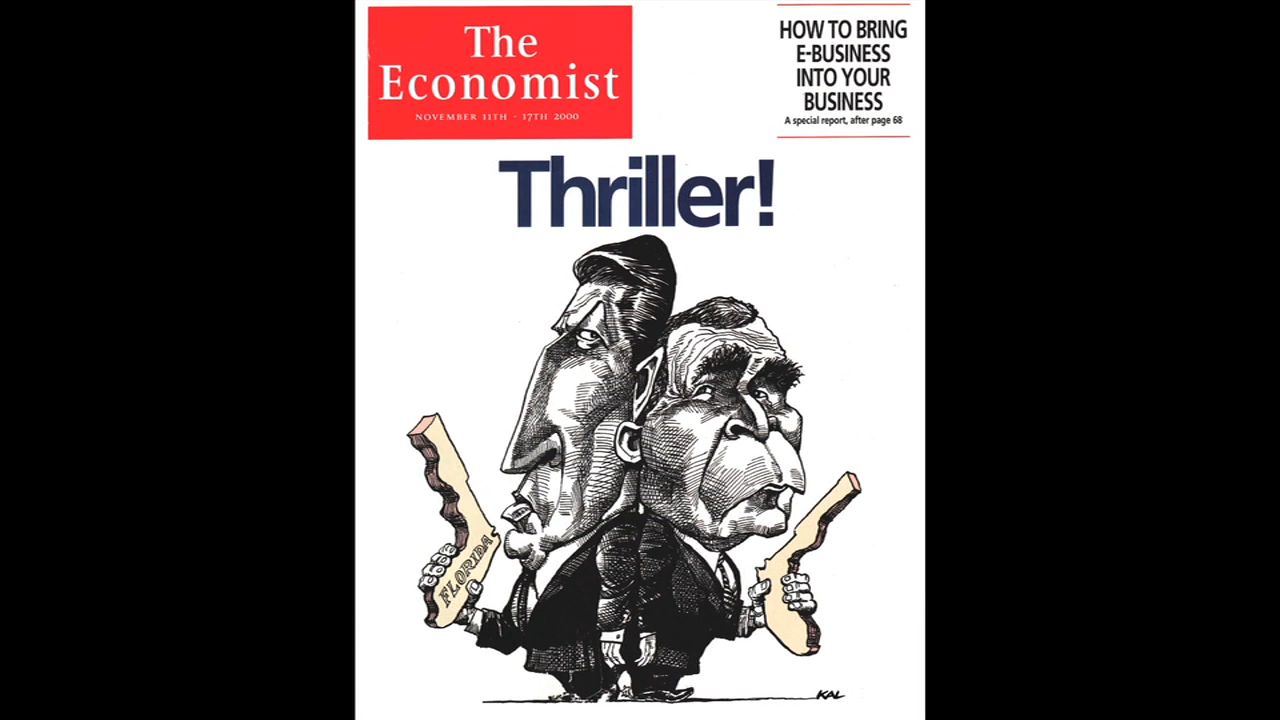 The
Economist
NOVEMBER 11TH - 17TH 2000
HOW TO BRING
E-BUSINESS
INTO YOUR
BUSINESS
A special report, after page 68
Thriller!
FLORIDA
KAL